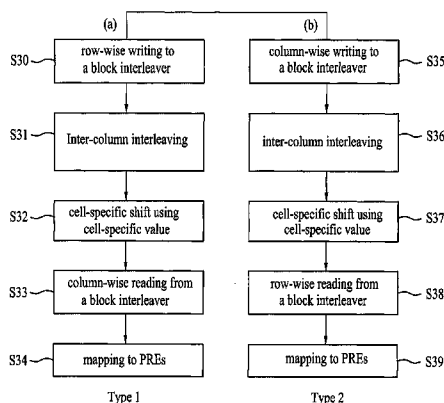 (a)
(b)
S30
row-wise writing to
a block interleaver
column-wise writing to
a block interleaver
S35
S31
Inter-column interleaving
inter-column interleaving
S36
S32
cell-specific shift using
cell-specific value
cell-specific shift using
cell-specific value
S37
S33
column-wise reading from
a block interleaver
row-wise reading from
a block interleaver
S38
S34
mapping to PREs
mapping to PREs
S39
Type 1
Type 2